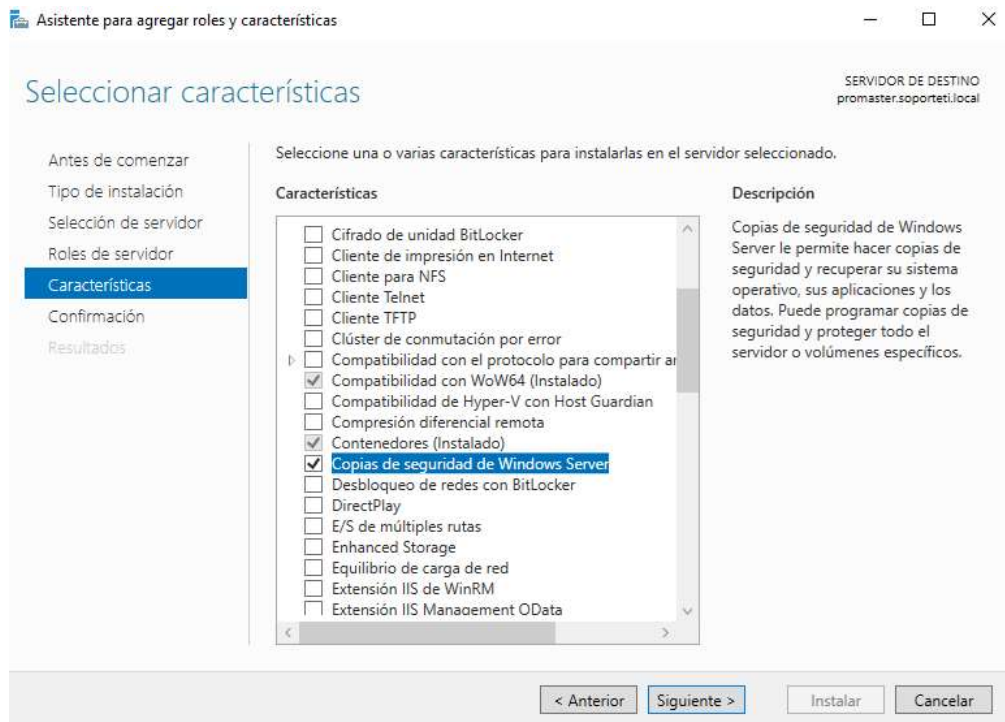 Asistente para agregar roles y características
Seleccionar características
SERVIDOR DE DESTINO
promaster.soporteti.local
Antes de comenzar
Tipo de instalación
Selección de servidor
Roles de servidor
Características
Confirmación
Resultados
Seleccione una o varias características para instalarlas en el servidor seleccionado.
Características
Cifrado de unidad BitLocker
Cliente de impresión en Internet
Cliente para NFS
Cliente Telnet
Cliente TFTP
Clúster de conmutación por error
Compatibilidad con el protocolo para compartir ar
Compatibilidad con WoW64 (Instalado)
Compatibilidad de Hyper-V con Host Guardian
Compresión diferencial remota
Contenedores (Instalado)
Copias de seguridad de Windows Server
Desbloqueo de redes con BitLocker
DirectPlay
E/S de múltiples rutas
Enhanced Storage
Equilibrio de carga de red
Extensión IIS de WinRM
Extensión IIS Management OData
Descripción
Copias de seguridad de Windows
Server le permite hacer copias de
seguridad y recuperar su sistema
operativo, sus aplicaciones y los
datos. Puede programar copias de
seguridad y proteger todo el
servidor o volúmenes específicos.
< Anterior
Siguiente >
Instalar
Cancelar